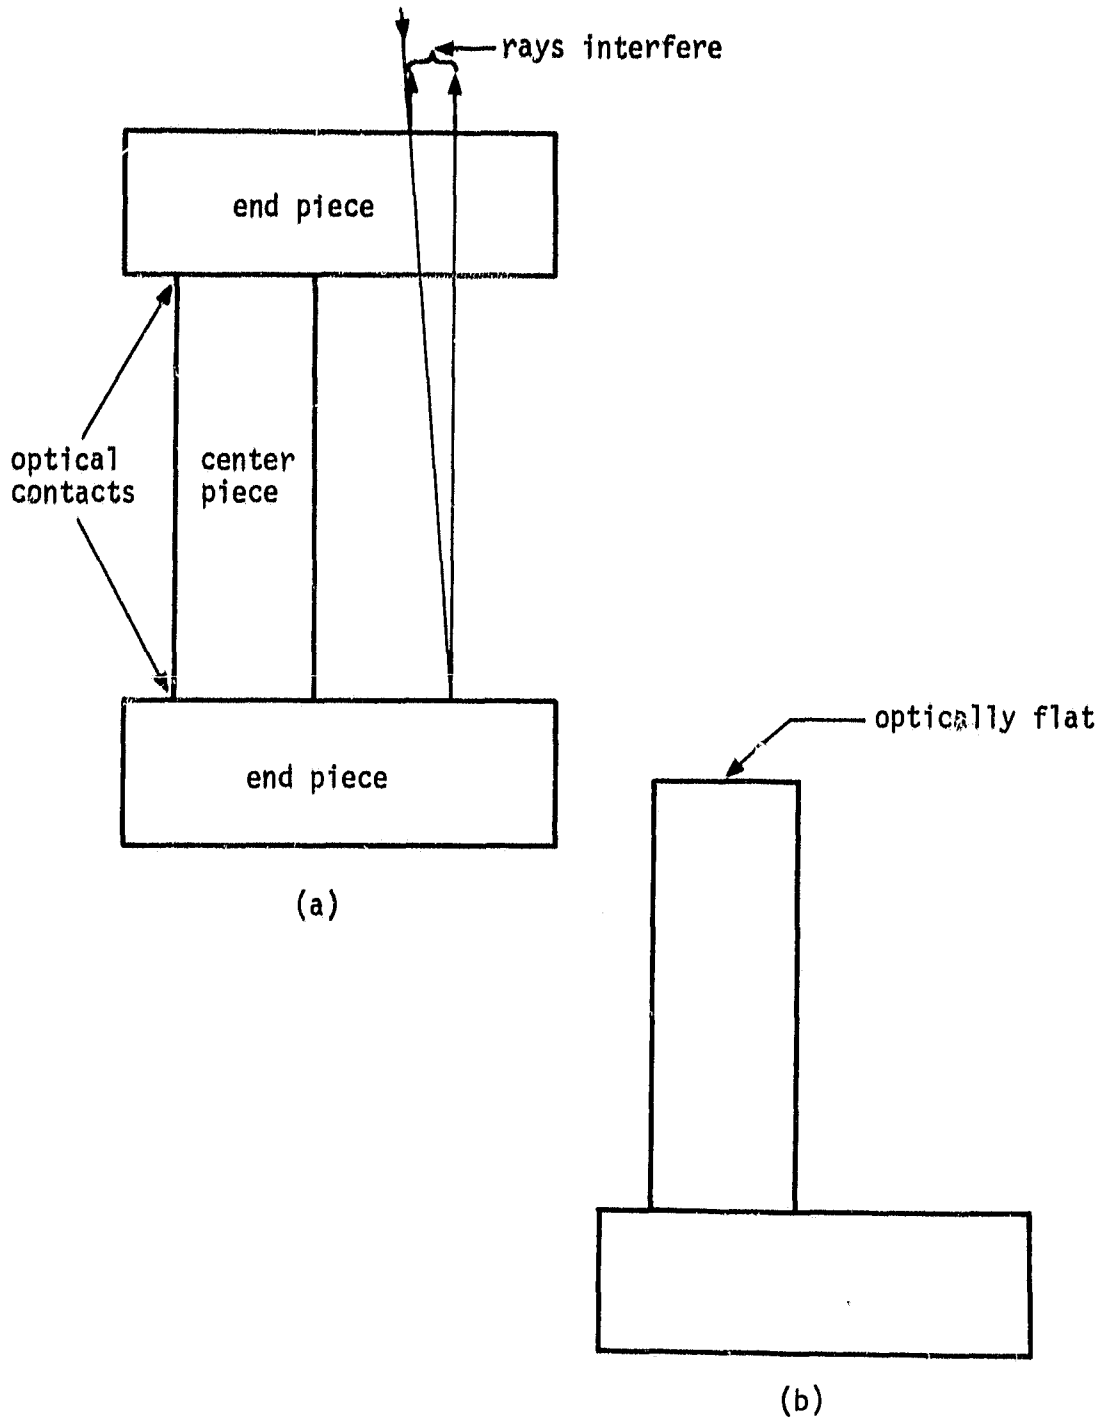 rays interfere
end piece
optical
contacts
center
piece
end piece
(a)
optically flat
(b)